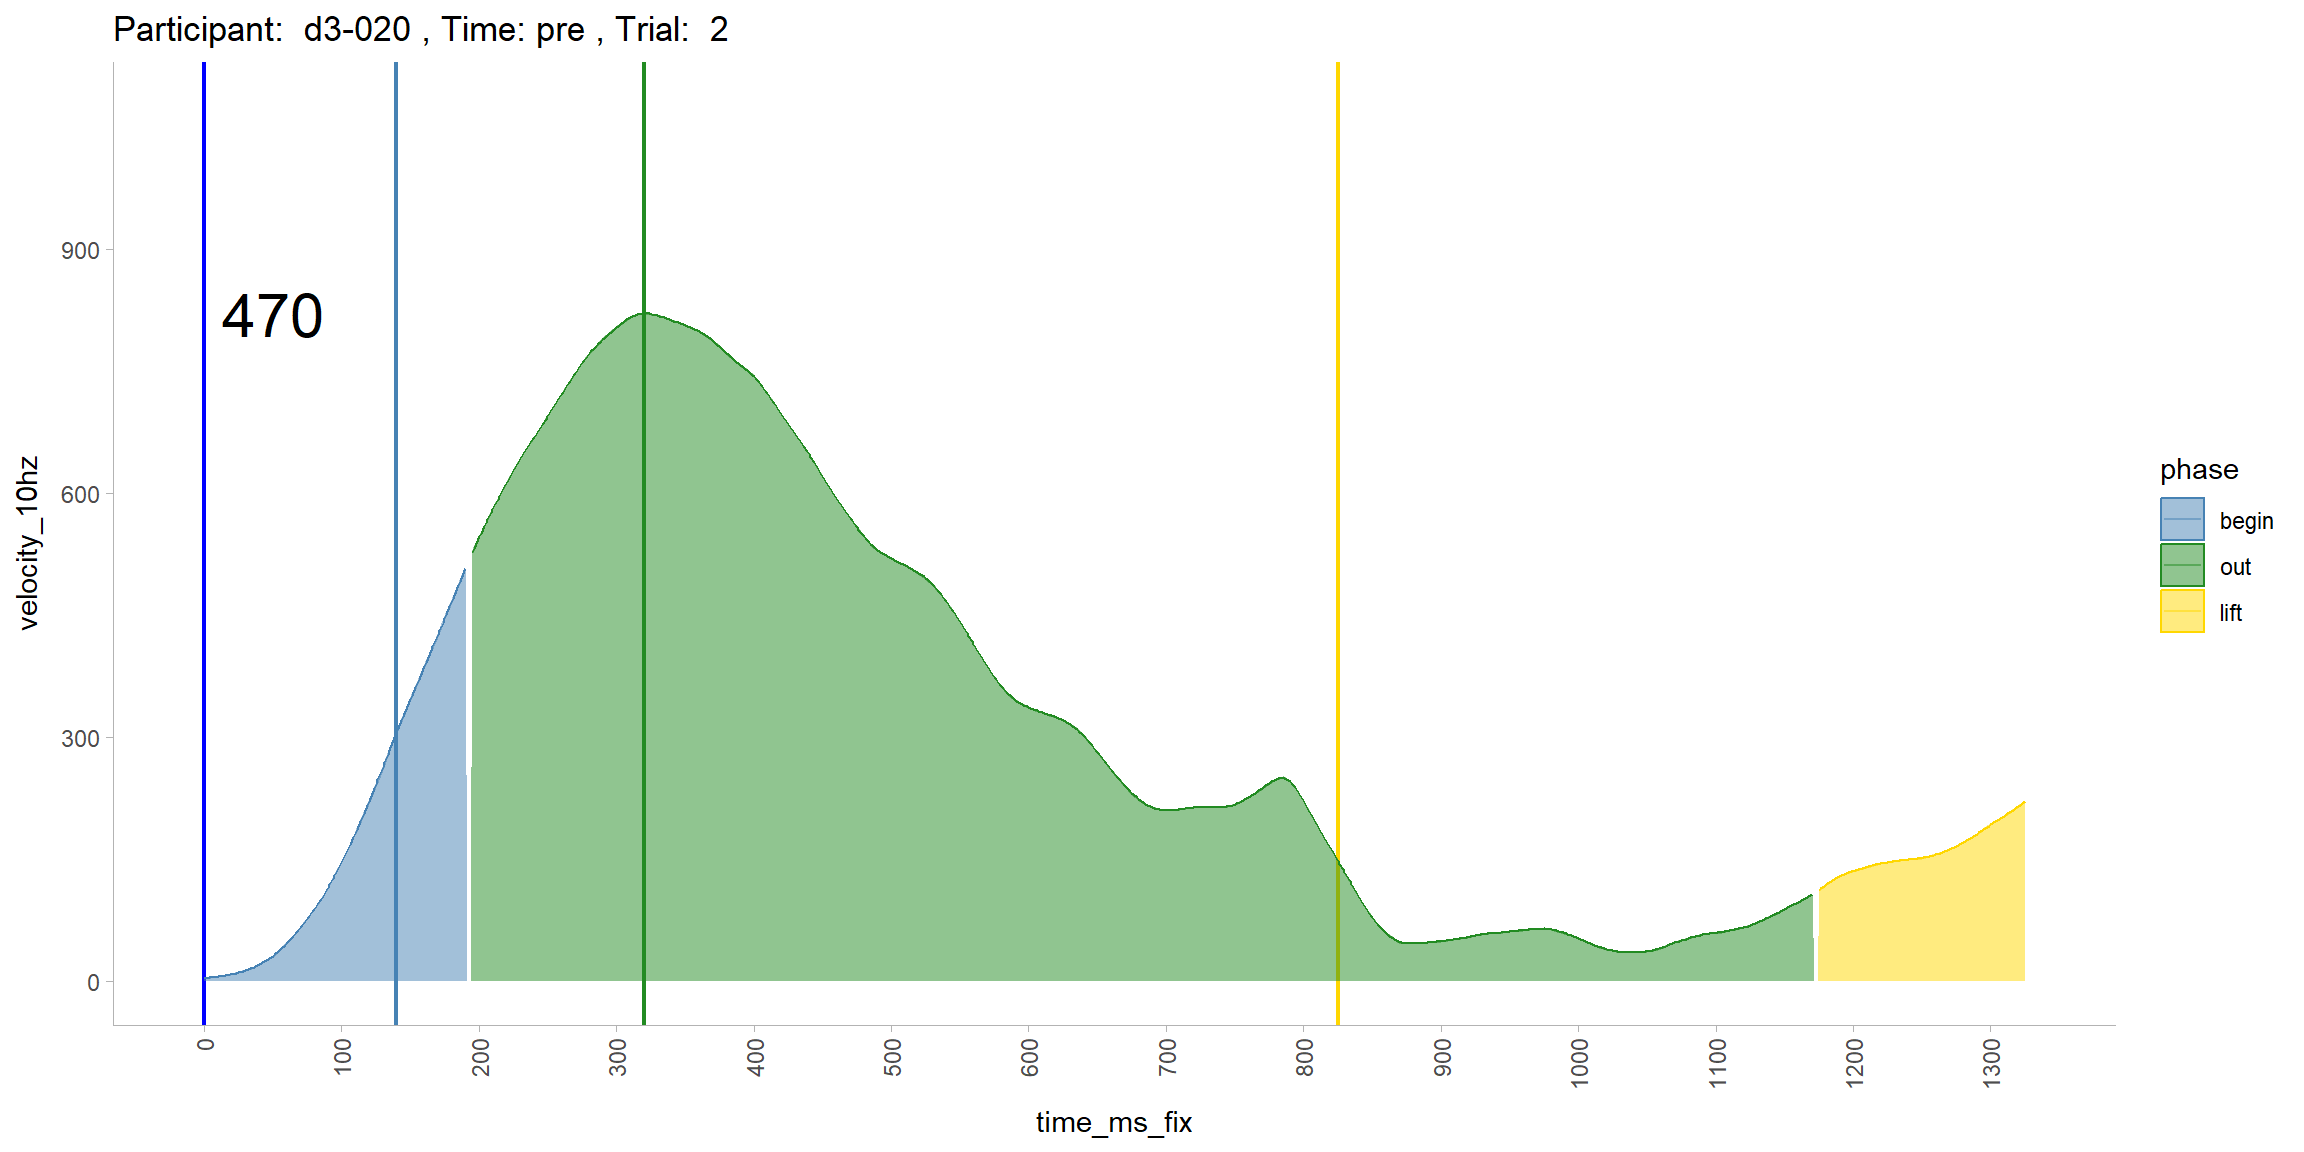 Participant:  d3-020 , Time: pre , Trial:  2
900
470
600
300
0
velocity_10hz
0 100 200 300 400 500 600 700 800 900 1000 1100 1200 1300
time_ms_fix
phase
begin
out
lift